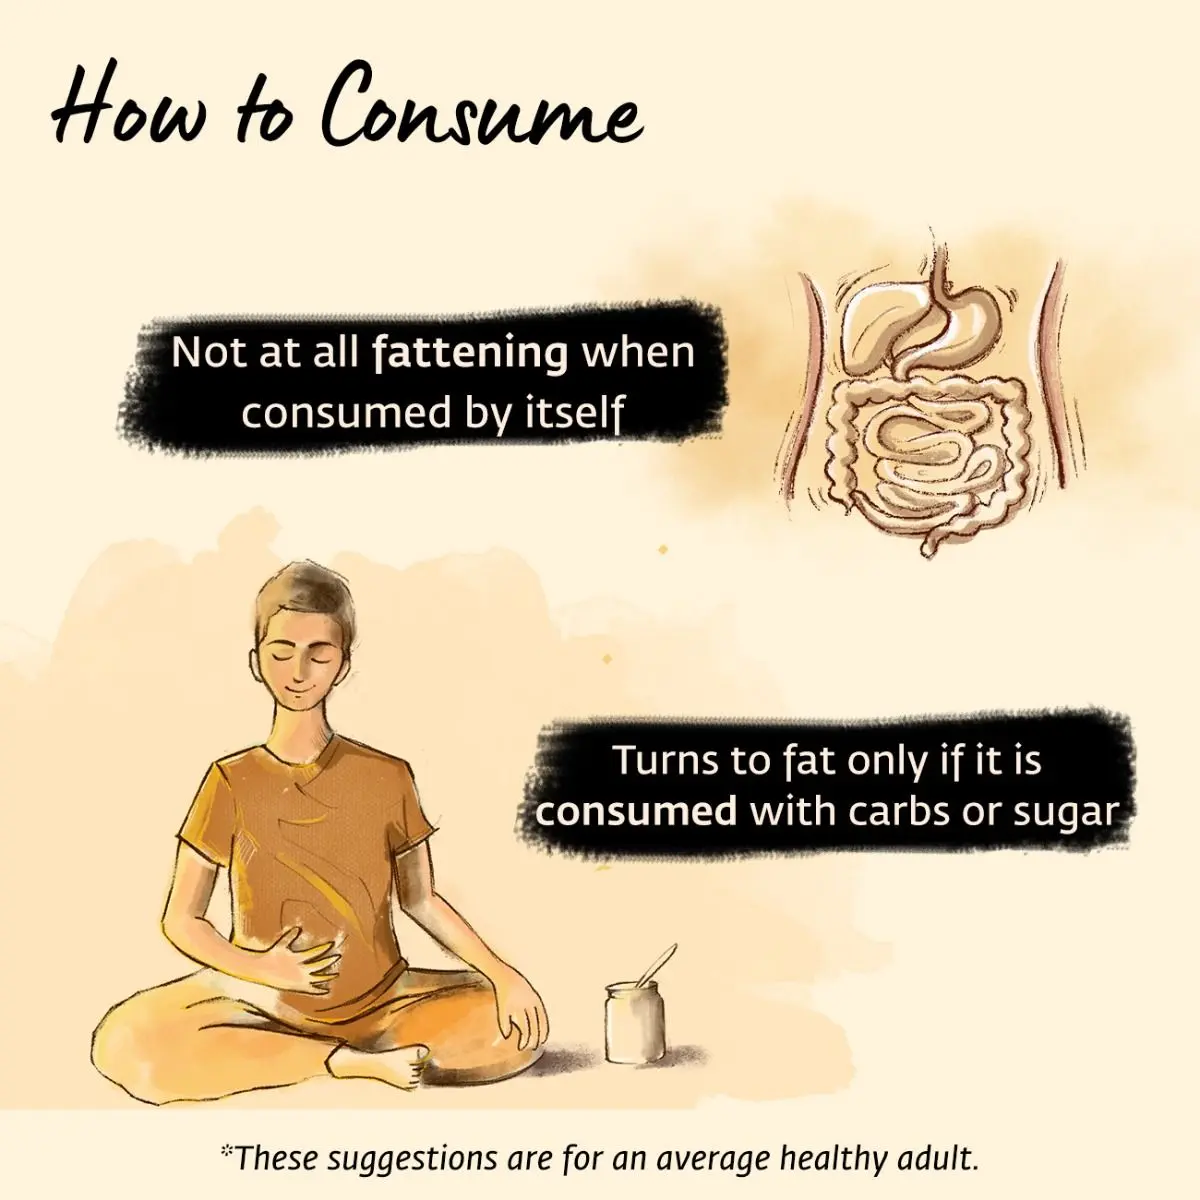 How to Consume
Not at all fattening when
consumed by itself
Turns to fat only if it is
consumed with carbs or sugar
*These suggestions are for an average healthy adult.